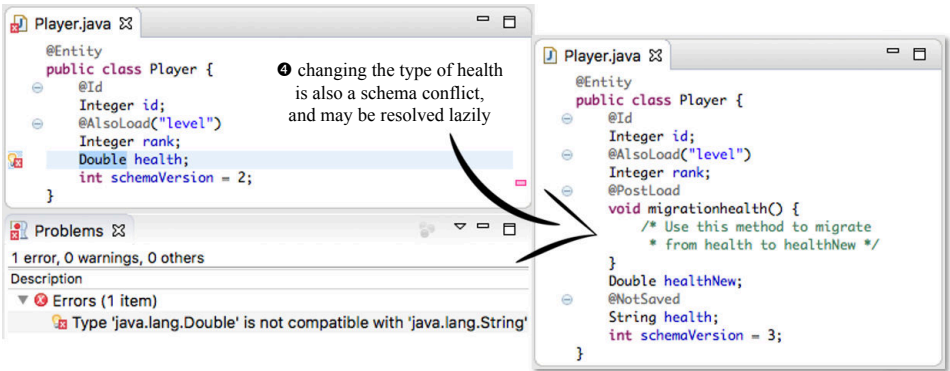 Player.java
@Entity
public class Player {
@Id
Integer id;
@AlsoLoad("level")
Integer rank;
Double health;
int schemaVersion = 2;
}
Problems
1 error, 0 warnings, 0 others
Description
Errors (1 item)
Type 'java.lang.Double' is not compatible with 'java.lang.String'
❹ changing the type of health
is also a schema conflict,
and may be resolved lazily
Player.java
@Entity
public class Player {
@Id
Integer id;
@AlsoLoad("level")
Integer rank;
@PostLoad
void migrationhealth() {
/* Use this method to migrate
* from health to healthNew */
}
Double healthNew;
@NotSaved
String health;
int schemaVersion = 3;
}